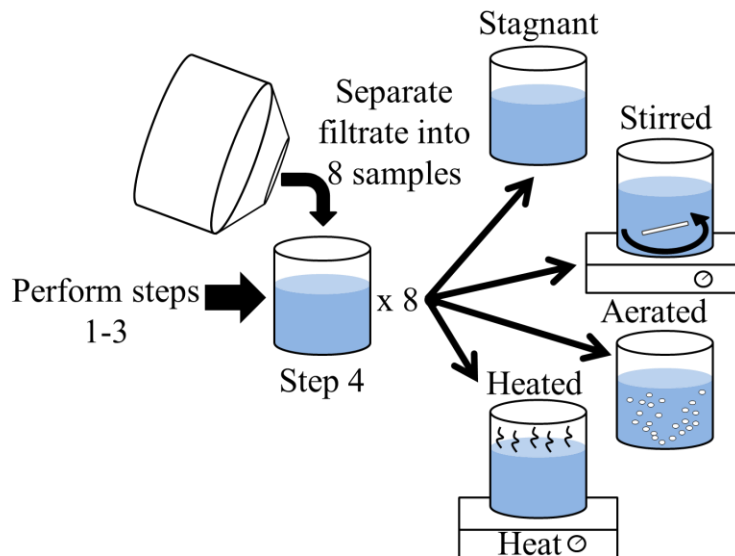 Stagnant
Separate
filtrate into
8 samples
Stirred
Perform steps
1-3
x 8
Step 4
Aerated
Heated
Heat